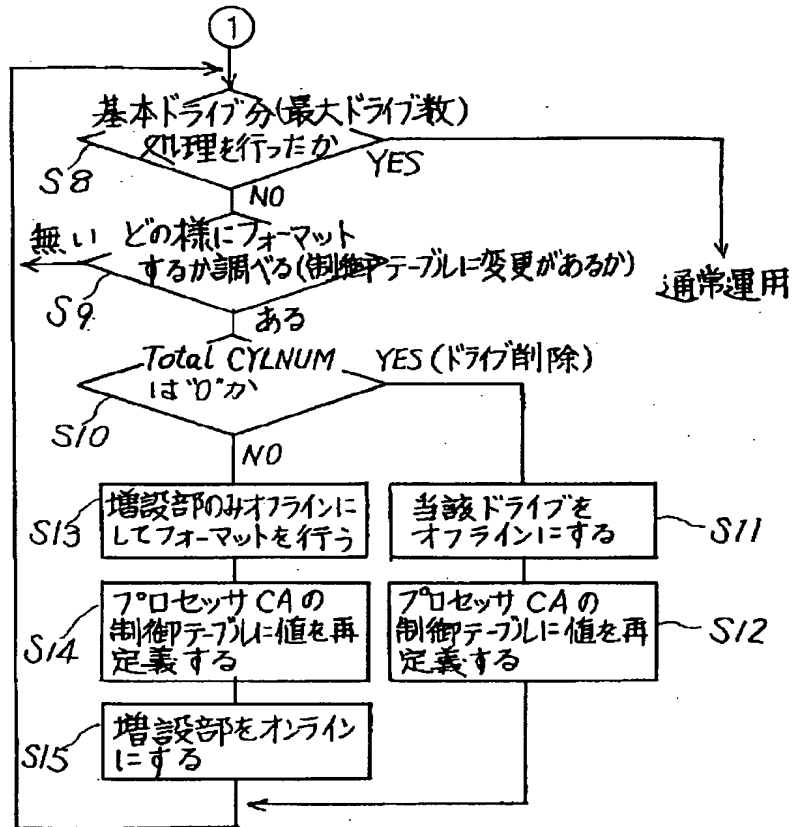 1
基本ドライブ分(最大ドライブ数)
処理を行ったか
S8
YES
NO
無い
どの様にフォーマット
するか調べる(制御テーブルに変更があるか)
通常運用
S9
ある
Total CYLNUM
は"0"か
YES(ドライブ削除)
S10
NO
増設部のみオフラインに
してフォーマットを行う
S13
当該ドライブを
オフラインにする
S11
プロセッサ CAの
制御テーブルに値を再
定義する
S14
プロセッサ CAの
制御テーブルに値を再
定義する
S12
増設部をオンライン
にする
S15